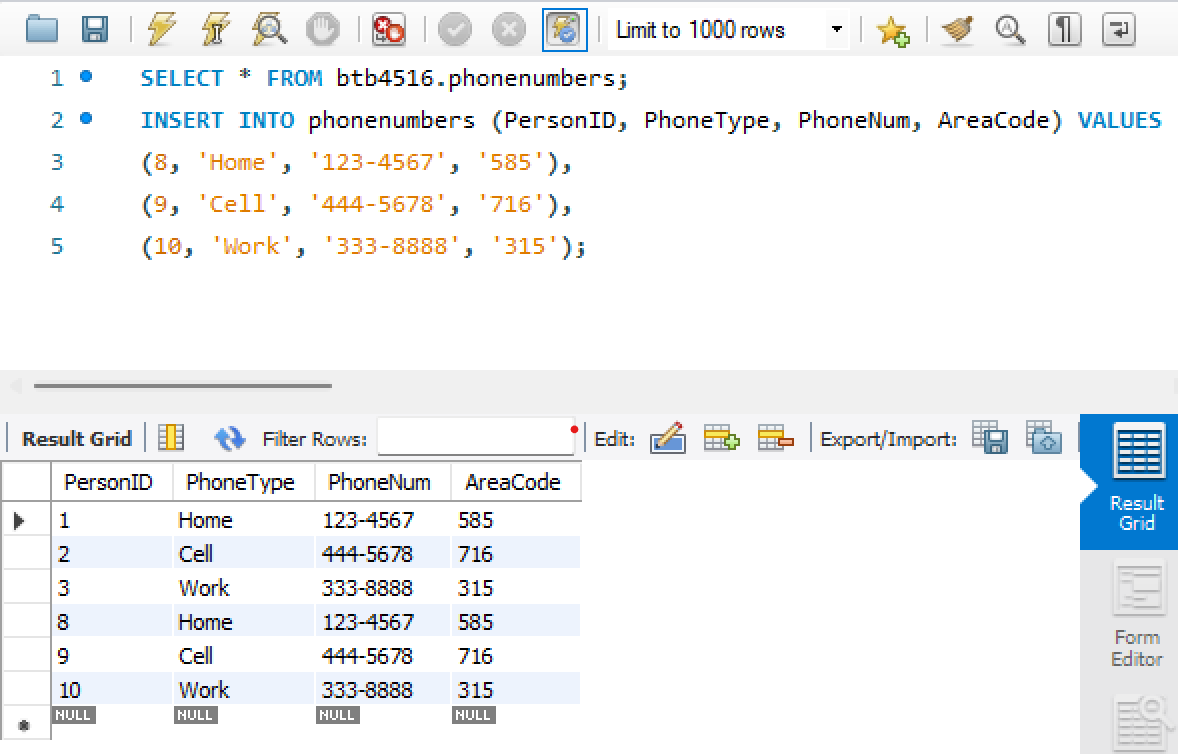 Limit to 1000 rows
1 SELECT * FROM btb4516.phonenumbers;
2 INSERT INTO phonenumbers (PersonID, PhoneType, PhoneNum, AreaCode) VALUES
3 (8, 'Home', '123-4567', '585'),
4 (9, 'Cell', '444-5678', '716'),
5 (10, 'Work', '333-8888', '315');
Result Grid Filter Rows: Edit: Export/Import:
PersonID PhoneType PhoneNum AreaCode
1 Home 123-4567 585
2 Cell 444-5678 716
3 Work 333-8888 315
8 Home 123-4567 585
9 Cell 444-5678 716
10 Work 333-8888 315
NULL NULL NULL NULL
Result
Grid
Form
Editor